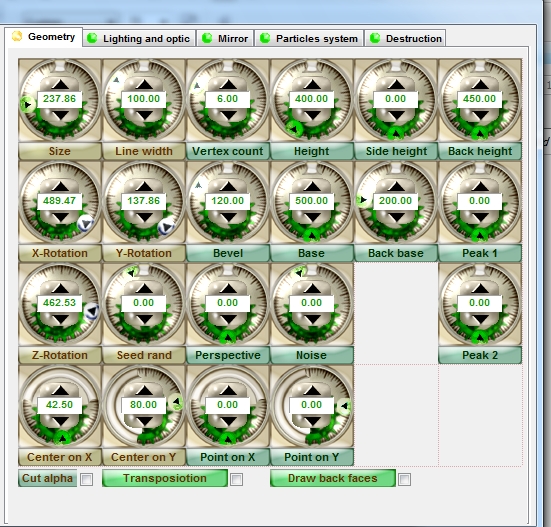 Geometry Lighting and optic Mirror Particles system Destruction
237.86 100.00 6.00 400.00 0.00 450.00
Size Line width Vertex count Height Side height Back height
489.47 137.86 120.00 500.00 200.00 0.00
X-Rotation Y-Rotation Bevel Base Back base Peak 1
462.53 0.00 0.00 0.00 0.00
Z-Rotation Seed rand Perspective Noise Peak 2
42.50 80.00 0.00 0.00
Center on X Center on Y Point on X Point on Y
Cut alpha Transposiotion Draw back faces